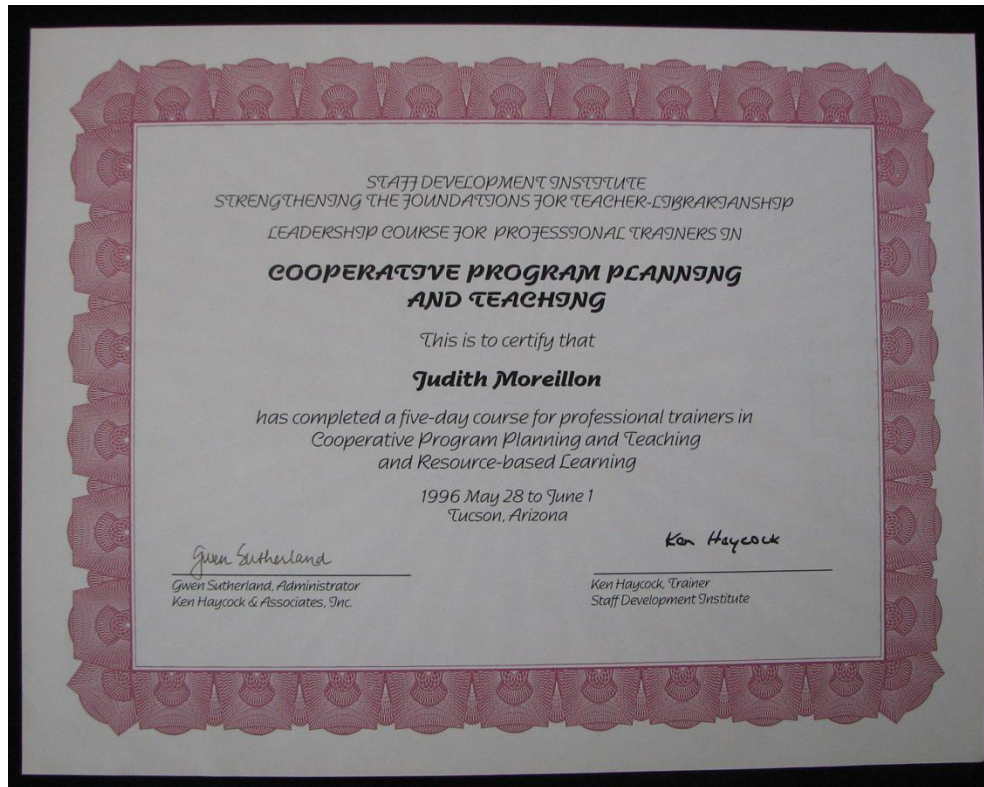 STAFF DEVELOPMENT INSTITUTE
STRENGTHENING THE FOUNDATIONS FOR TEACHER-LIBRARIANSHIP
LEADERSHIP COURSE FOR PROFESSIONAL TRAINERS IN
COOPERATIVE PROGRAM PLANNING
AND TEACHING
This is to certify that
Judith Moreillon
has completed a five-day course for professional trainers in
Cooperative Program Planning and Teaching
and Resource-based Learning
1996 May 28 to June 1
Tucson, Arizona
Gwen Sutherland
Gwen Sutherland, Administrator
Ken Haycock & Associates, Inc.
Ken Haycock
Ken Haycock, Trainer
Staff Development Institute